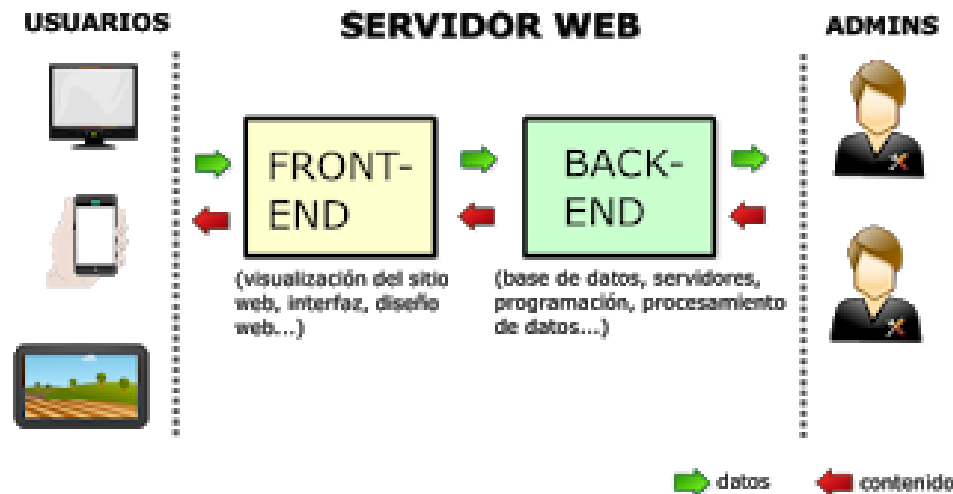 USUARIOS
SERVIDOR WEB
ADMINS
FRONT-
END
BACK-
END
(visualización del sitio
web, interfaz, diseño
web...)
(base de datos, servidores,
programación, procesamiento
de datos...)
datos
contenido